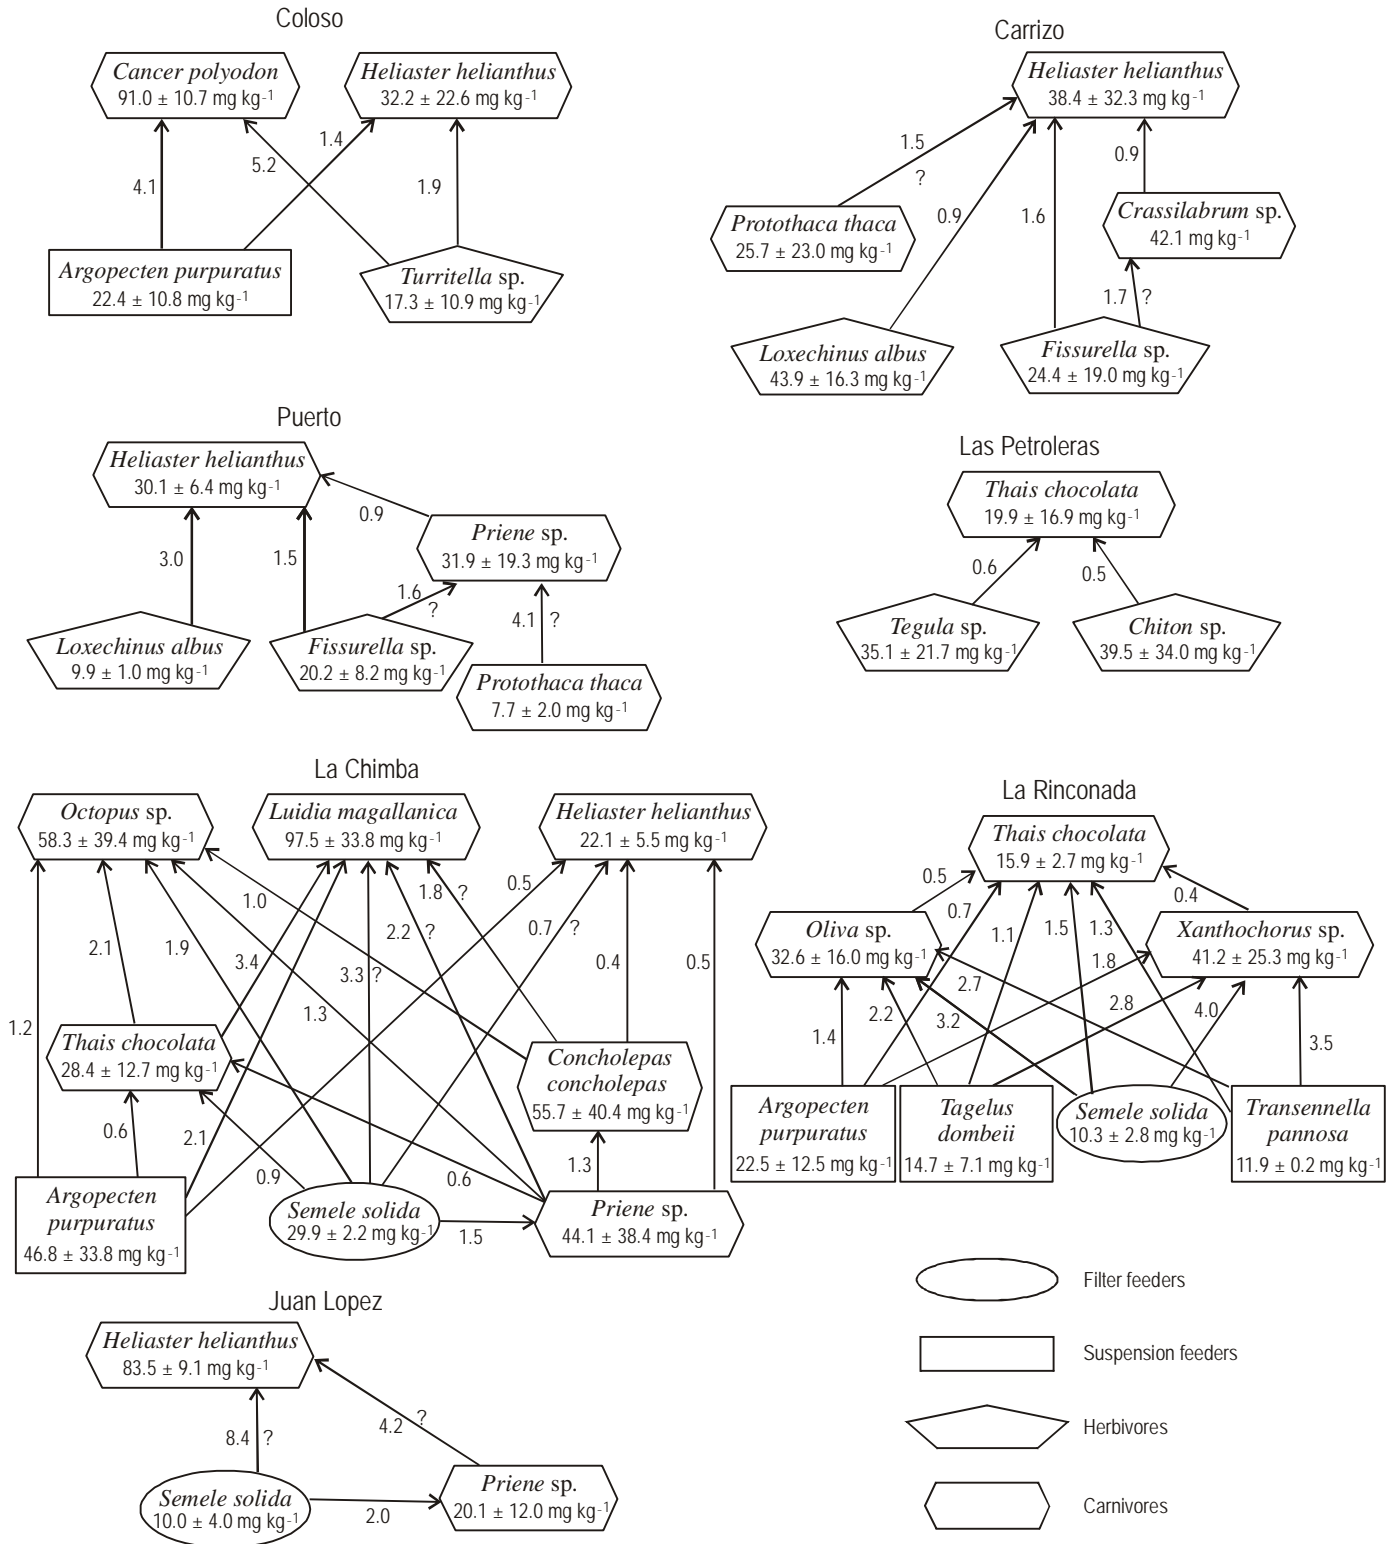 Coloso
Cancer polyodon
91.0 ± 10.7 mg kg-1
Heliaster helianthus
32.2 ± 22.6 mg kg-1
4.1
5.2
1.4
1.9
Argopecten purpuratus
22.4 ± 10.8 mg kg-1
Turritella sp.
17.3 ± 10.9 mg kg-1
Carrizo
Heliaster helianthus
38.4 ± 32.3 mg kg-1
1.5
?
0.9
1.6
0.9
Protothaca thaca
25.7 ± 23.0 mg kg-1
Crassilabrum sp.
42.1 mg kg-1
1.7 ?
Loxechinus albus
43.9 ± 16.3 mg kg-1
Fissurella sp.
24.4 ± 19.0 mg kg-1
Puerto
Heliaster helianthus
30.1 ± 6.4 mg kg-1
0.9
Priene sp.
31.9 ± 19.3 mg kg-1
3.0
1.5
1.6
?
4.1 ?
Loxechinus albus
9.9 ± 1.0 mg kg-1
Fissurella sp.
20.2 ± 8.2 mg kg-1
Protothaca thaca
7.7 ± 2.0 mg kg-1
Las Petroleras
Thais chocolata
19.9 ± 16.9 mg kg-1
0.6
0.5
Tegula sp.
35.1 ± 21.7 mg kg-1
Chiton sp.
39.5 ± 34.0 mg kg-1
La Chimba
Octopus sp.
58.3 ± 39.4 mg kg-1
Luidia magallanica
97.5 ± 33.8 mg kg-1
Heliaster helianthus
22.1 ± 5.5 mg kg-1
1.0
1.8 ?
0.5
2.1
1.9
3.4
2.2 ?
0.7 ?
3.3 ?
0.4
0.5
1.2
1.3
Thais chocolata
28.4 ± 12.7 mg kg-1
Concholepas
concholepas
55.7 ± 40.4 mg kg-1
0.6
2.1
0.9
0.6
1.3
Argopecten
purpuratus
46.8 ± 33.8 mg kg-1
Semele solida
29.9 ± 2.2 mg kg-1
1.5
Priene sp.
44.1 ± 38.4 mg kg-1
La Rinconada
Thais chocolata
15.9 ± 2.7 mg kg-1
0.5
0.7
1.1
1.5
1.3
0.4
Oliva sp.
32.6 ± 16.0 mg kg-1
Xanthochorus sp.
41.2 ± 25.3 mg kg-1
1.8
2.7
1.4
2.2
3.2
2.8
4.0
3.5
Argopecten
purpuratus
22.5 ± 12.5 mg kg-1
Tagelus
dombeii
14.7 ± 7.1 mg kg-1
Semele solida
10.3 ± 2.8 mg kg-1
Transennella
pannosa
11.9 ± 0.2 mg kg-1
Juan Lopez
Heliaster helianthus
83.5 ± 9.1 mg kg-1
8.4 ?
4.2 ?
Semele solida
10.0 ± 4.0 mg kg-1
2.0
Priene sp.
20.1 ± 12.0 mg kg-1
Filter feeders
Suspension feeders
Herbivores
Carnivores